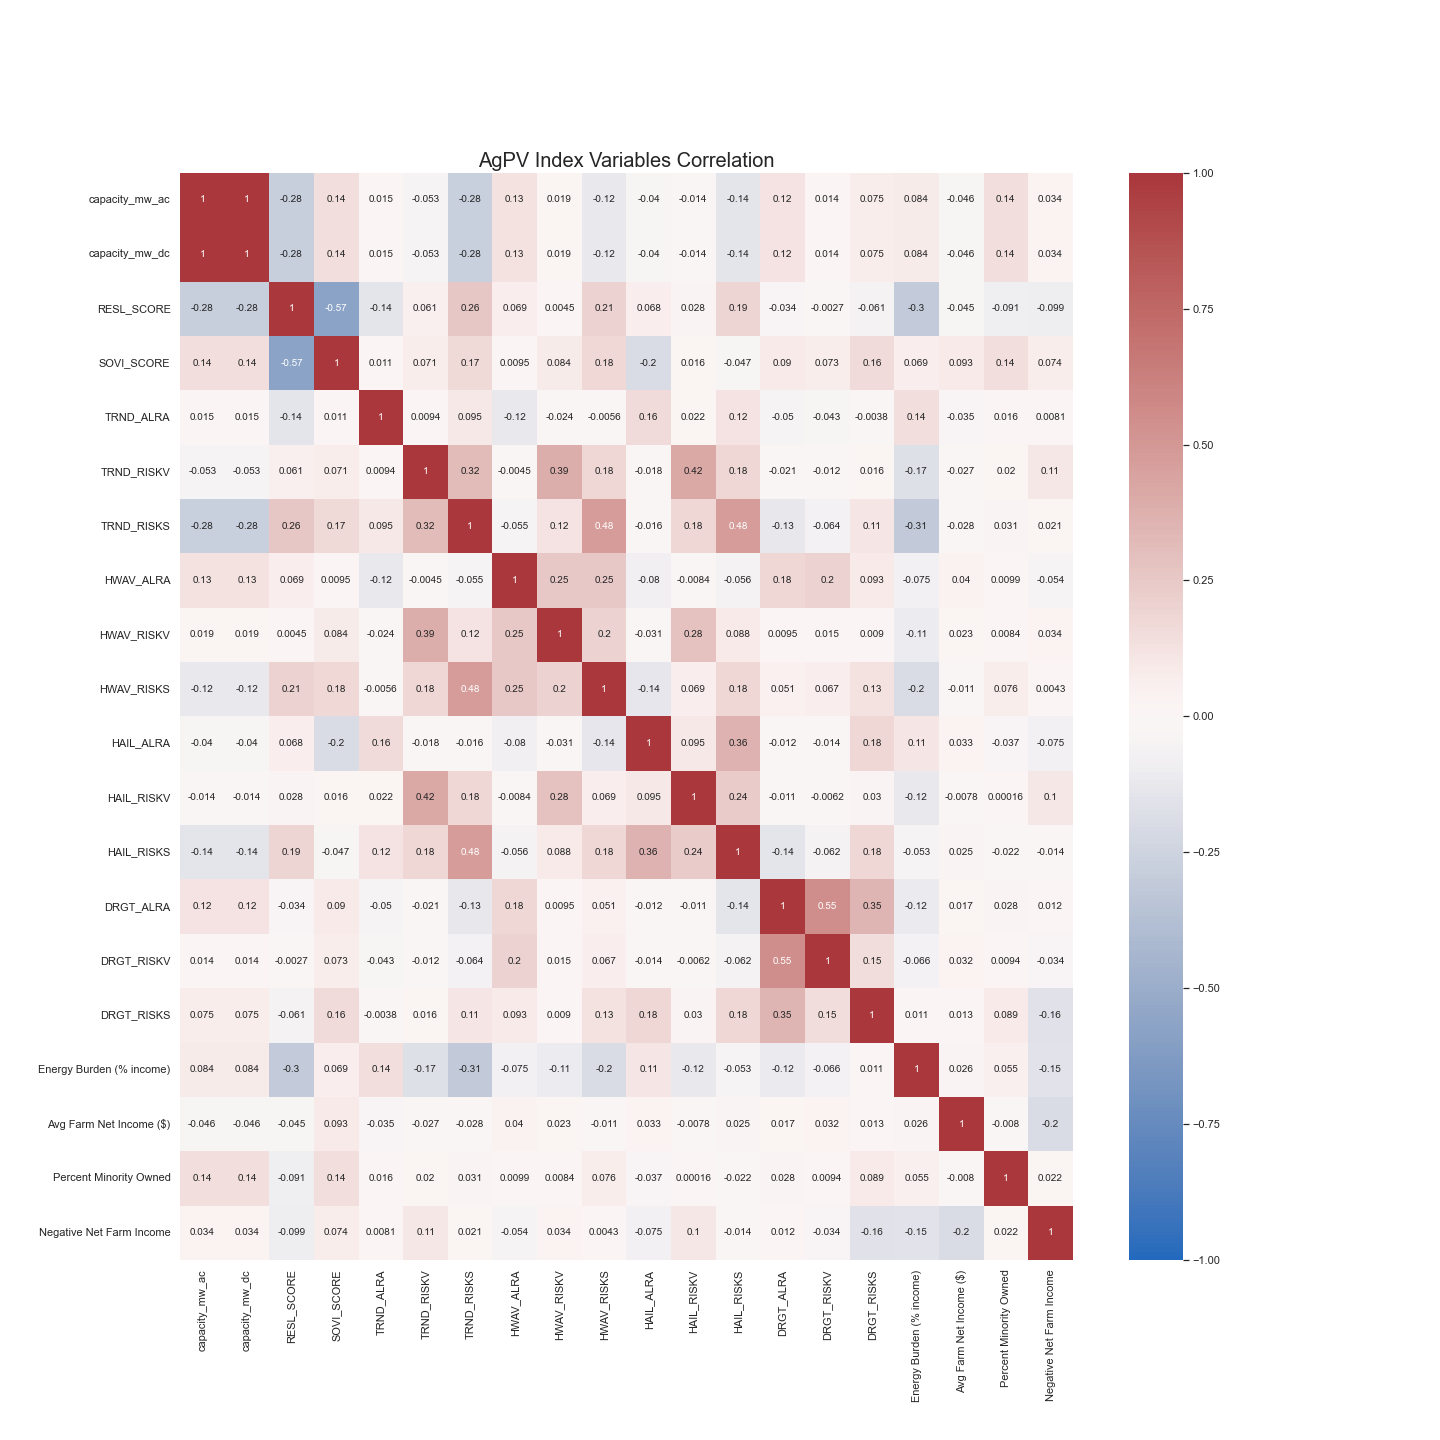 AgPV Index Variables Correlation
capacity_mw_ac 1 1 -0.28 0.14 0.015 -0.053 -0.28 0.13 0.019 -0.12 -0.04 -0.014 -0.14 0.12 0.014 0.075 0.084 -0.046 0.14 0.034
capacity_mw_dc 1 1 -0.28 0.14 0.015 -0.053 -0.28 0.13 0.019 -0.12 -0.04 -0.014 -0.14 0.12 0.014 0.075 0.084 -0.046 0.14 0.034
RESL_SCORE -0.28 -0.28 1 -0.57 -0.14 0.061 0.26 0.069 0.0045 0.21 0.068 0.028 0.19 -0.034 -0.0027 -0.061 -0.3 -0.045 -0.091 -0.099
SOVI_SCORE 0.14 0.14 -0.57 1 0.011 0.071 0.17 0.0095 0.084 0.18 -0.2 0.016 -0.047 0.09 0.073 0.16 0.069 0.093 0.14 0.074
TRND_ALRA 0.015 0.015 -0.14 0.011 1 0.0094 0.095 -0.12 -0.024 -0.0056 0.16 0.022 0.12 -0.05 -0.043 -0.0038 0.14 -0.035 0.016 0.0081
TRND_RISKV -0.053 -0.053 0.061 0.071 0.0094 1 0.32 -0.0045 0.39 0.18 -0.018 0.42 0.18 -0.021 -0.012 0.016 -0.17 -0.027 0.02 0.11
TRND_RISKS -0.28 -0.28 0.26 0.17 0.095 0.32 1 -0.055 0.12 0.48 -0.016 0.18 0.48 -0.13 -0.064 0.11 -0.31 -0.028 0.031 0.021
HWAV_ALRA 0.13 0.13 0.069 0.0095 -0.12 -0.0045 -0.055 1 0.25 0.25 -0.08 -0.0084 -0.056 0.18 0.2 0.093 -0.075 0.04 0.0099 -0.054
HWAV_RISKV 0.019 0.019 0.0045 0.084 -0.024 0.39 0.12 0.25 1 0.2 -0.031 0.28 0.088 0.0095 0.015 0.009 -0.11 0.023 0.0084 0.034
HWAV_RISKS -0.12 -0.12 0.21 0.18 -0.0056 0.18 0.48 0.25 0.2 1 -0.14 0.069 0.18 0.051 0.067 0.13 -0.2 -0.011 0.076 0.0043
HAIL_ALRA -0.04 -0.04 0.068 -0.2 0.16 -0.018 -0.016 -0.08 -0.031 -0.14 1 0.095 0.36 -0.012 -0.014 0.18 0.11 0.033 -0.037 -0.075
HAIL_RISKV -0.014 -0.014 0.028 0.016 0.022 0.42 0.18 -0.0084 0.28 0.069 0.095 1 0.24 -0.011 -0.0062 0.03 -0.12 -0.0078 0.00016 0.1
HAIL_RISKS -0.14 -0.14 0.19 -0.047 0.12 0.18 0.48 -0.056 0.088 0.18 0.36 0.24 1 -0.14 -0.062 0.18 -0.053 0.025 -0.022 -0.014
DRGT_ALRA 0.12 0.12 -0.034 0.09 -0.05 -0.021 -0.13 0.18 0.0095 0.051 -0.012 -0.011 -0.14 1 0.55 0.35 -0.12 0.017 0.028 0.012
DRGT_RISKV 0.014 0.014 -0.0027 0.073 -0.043 -0.012 -0.064 0.2 0.015 0.067 -0.014 -0.0062 -0.062 0.55 1 0.15 -0.066 0.032 0.0094 -0.034
DRGT_RISKS 0.075 0.075 -0.061 0.16 -0.0038 0.016 0.11 0.093 0.009 0.13 0.18 0.03 0.18 0.35 0.15 1 0.011 0.013 0.089 -0.16
Energy Burden (% income) 0.084 0.084 -0.3 0.069 0.14 -0.17 -0.31 -0.075 -0.11 -0.2 0.11 -0.12 -0.053 -0.12 -0.066 0.011 1 0.026 0.055 -0.15
Avg Farm Net Income ($) -0.046 -0.046 -0.045 0.093 -0.035 -0.027 -0.028 0.04 0.023 -0.011 0.033 -0.0078 0.025 0.017 0.032 0.013 0.026 1 -0.008 -0.2
Percent Minority Owned 0.14 0.14 -0.091 0.14 0.016 0.02 0.031 0.0099 0.0084 0.076 -0.037 0.00016 -0.022 0.028 0.0094 0.089 0.055 -0.008 1 0.022
Negative Net Farm Income 0.034 0.034 -0.099 0.074 0.0081 0.11 0.021 -0.054 0.034 0.0043 -0.075 0.1 -0.014 0.012 -0.034 -0.16 -0.15 -0.2 0.022 1
capacity_mw_ac
capacity_mw_dc
RESL_SCORE
SOVI_SCORE
TRND_ALRA
TRND_RISKV
TRND_RISKS
HWAV_ALRA
HWAV_RISKV
HWAV_RISKS
HAIL_ALRA
HAIL_RISKV
HAIL_RISKS
DRGT_ALRA
DRGT_RISKV
DRGT_RISKS
Energy Burden (% income)
Avg Farm Net Income ($)
Percent Minority Owned
Negative Net Farm Income
1.00
0.75
0.50
0.25
0.00
−0.25
−0.50
−0.75
−1.00